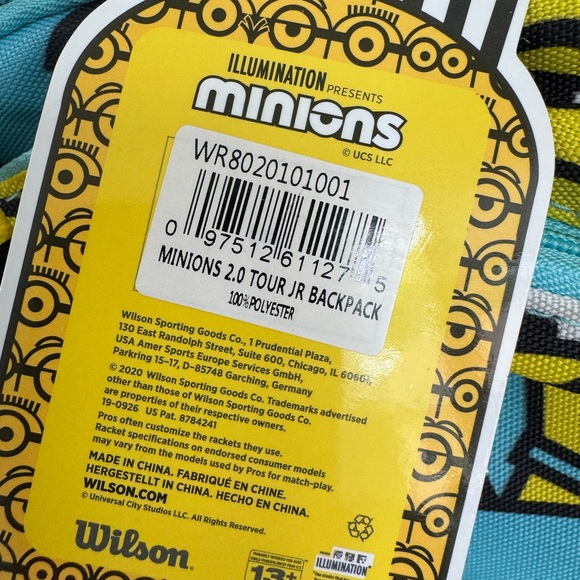 ILLUMINATION PRESENTS
minions
© UCS LLC
WR8020101001
0 97512 61127 5
MINIONS 2.0 TOUR JR BACKPACK
100% POLYESTER
Wilson Sporting Goods Co., 1 Prudential Plaza,
130 East Randolph Street, Suite 600, Chicago, IL 60661,
USA Amer Sports Europe Services GmbH,
Parkring 15-17, D-85748 Garching, Germany
© 2020 Wilson Sporting Goods Co. Trademarks advertised
other than those of Wilson Sporting Goods Co.
are properties of their respective owners.
19-0926 US Pat. 8784241
Pros often customize the rackets they use.
Racket specifications on endorsed consumer models
may vary from the models used by Pros for match-play.
MADE IN CHINA. FABRIQUÉ EN CHINE.
HERGESTELLT IN CHINA. HECHO EN CHINA.
WILSON.COM
© Universal City Studios LLC. All Rights Reserved.
Wilson
13+
ILLUMINATION